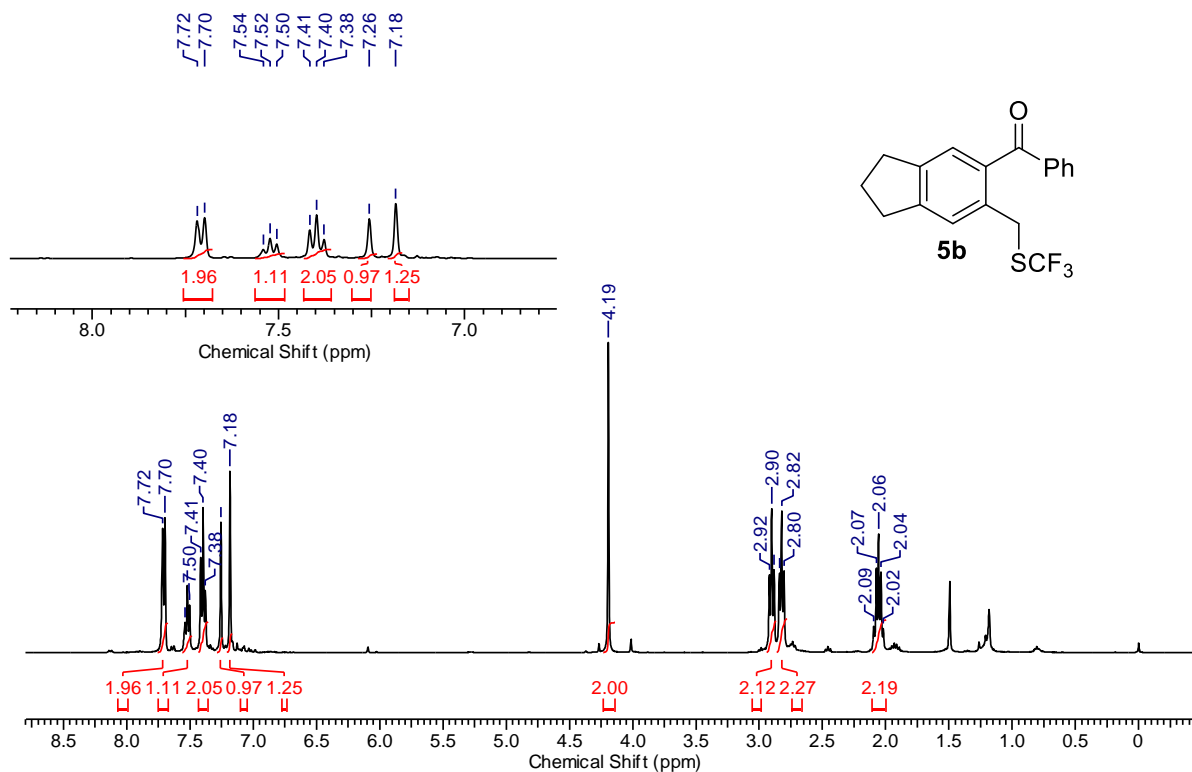 7.72 7.70 7.54 7.52 7.50 7.41 7.40 7.38 7.26 7.18
1.96 1.11 2.05 0.97 1.25
8.0 7.5 7.0
Chemical Shift (ppm)
O
Ph
5b
SCF3
4.19
7.72 7.70 7.50 7.41 7.40 7.38 7.18
2.92 2.90 2.82 2.80
2.09 2.07 2.06 2.04 2.02
1.96 1.11 2.05 0.97 1.25 2.00 2.12 2.27 2.19
8.5 8.0 7.5 7.0 6.5 6.0 5.5 5.0 4.5 4.0 3.5 3.0 2.5 2.0 1.5 1.0 0.5 0
Chemical Shift (ppm)